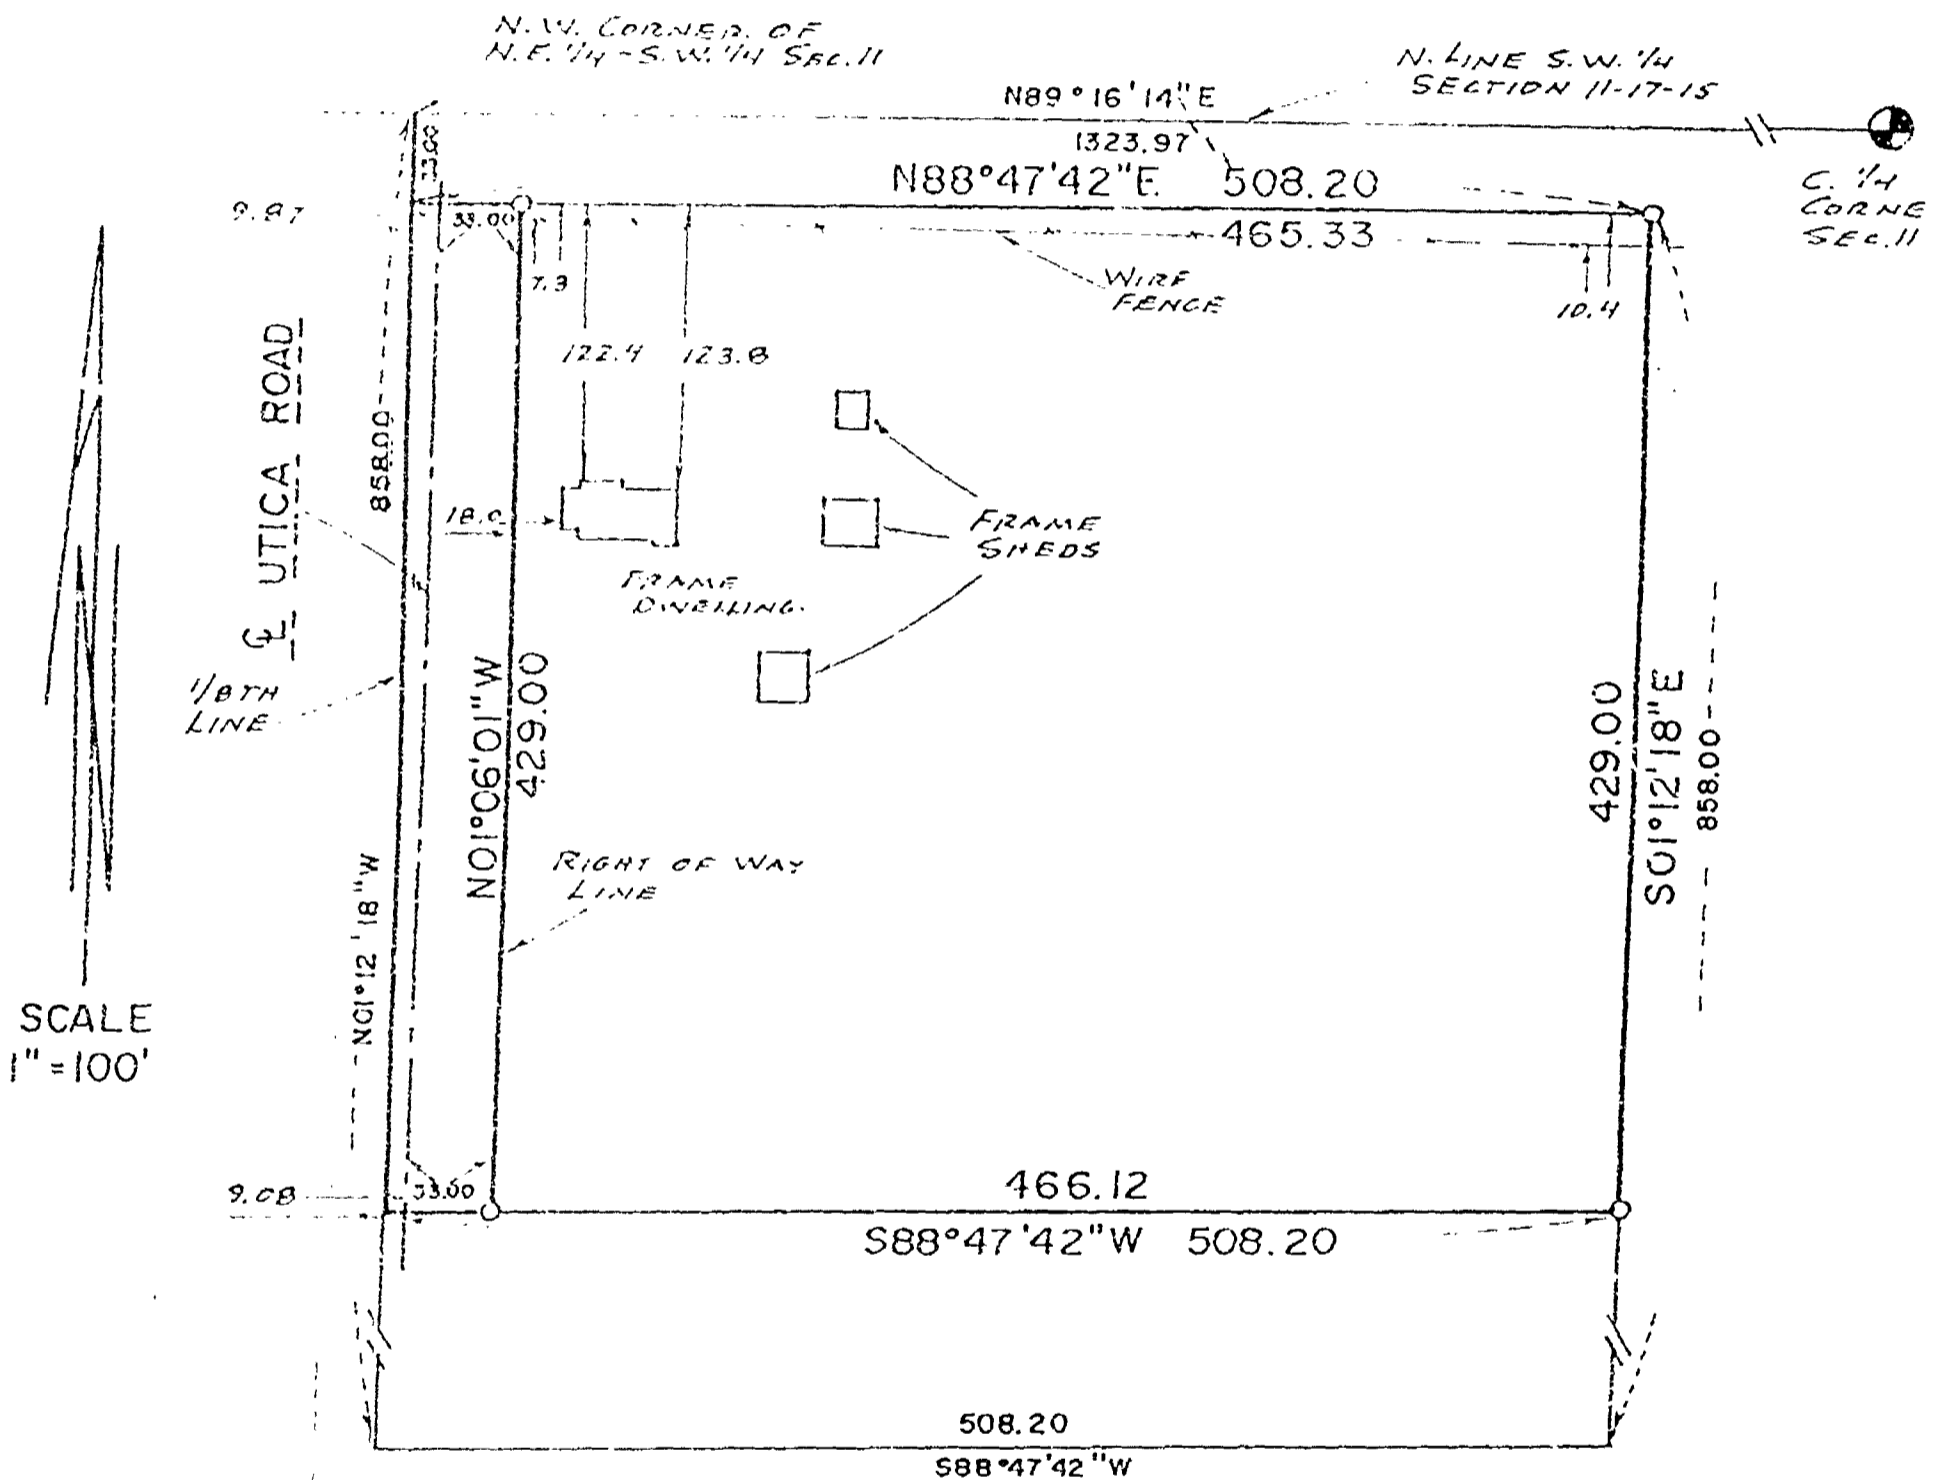 N.W. CORNER OF
N.E. 1/4 - S.W. 1/4 SEC. 11
N. LINE S.W. 1/4
SECTION 11-17-15
N89°16'14"E
1323.97
N88°47'42"E 508.20
C. 1/4
CORNE
SEC. 11
33.00
9.87
33.00
465.33
7.3
WIRE
FENCE
10.4
122.4 123.8
858.00
℄ UTICA ROAD
18.0
FRAME
SHEDS
FRAME
DWELLING.
1/8TH
LINE
N01°06'01"W
429.00
429.00
S01°12'18"E
858.00
RIGHT OF WAY
LINE
N01°12'18"W
SCALE
1"=100'
9.08
33.00
466.12
S88°47'42"W 508.20
508.20
S88°47'42"W